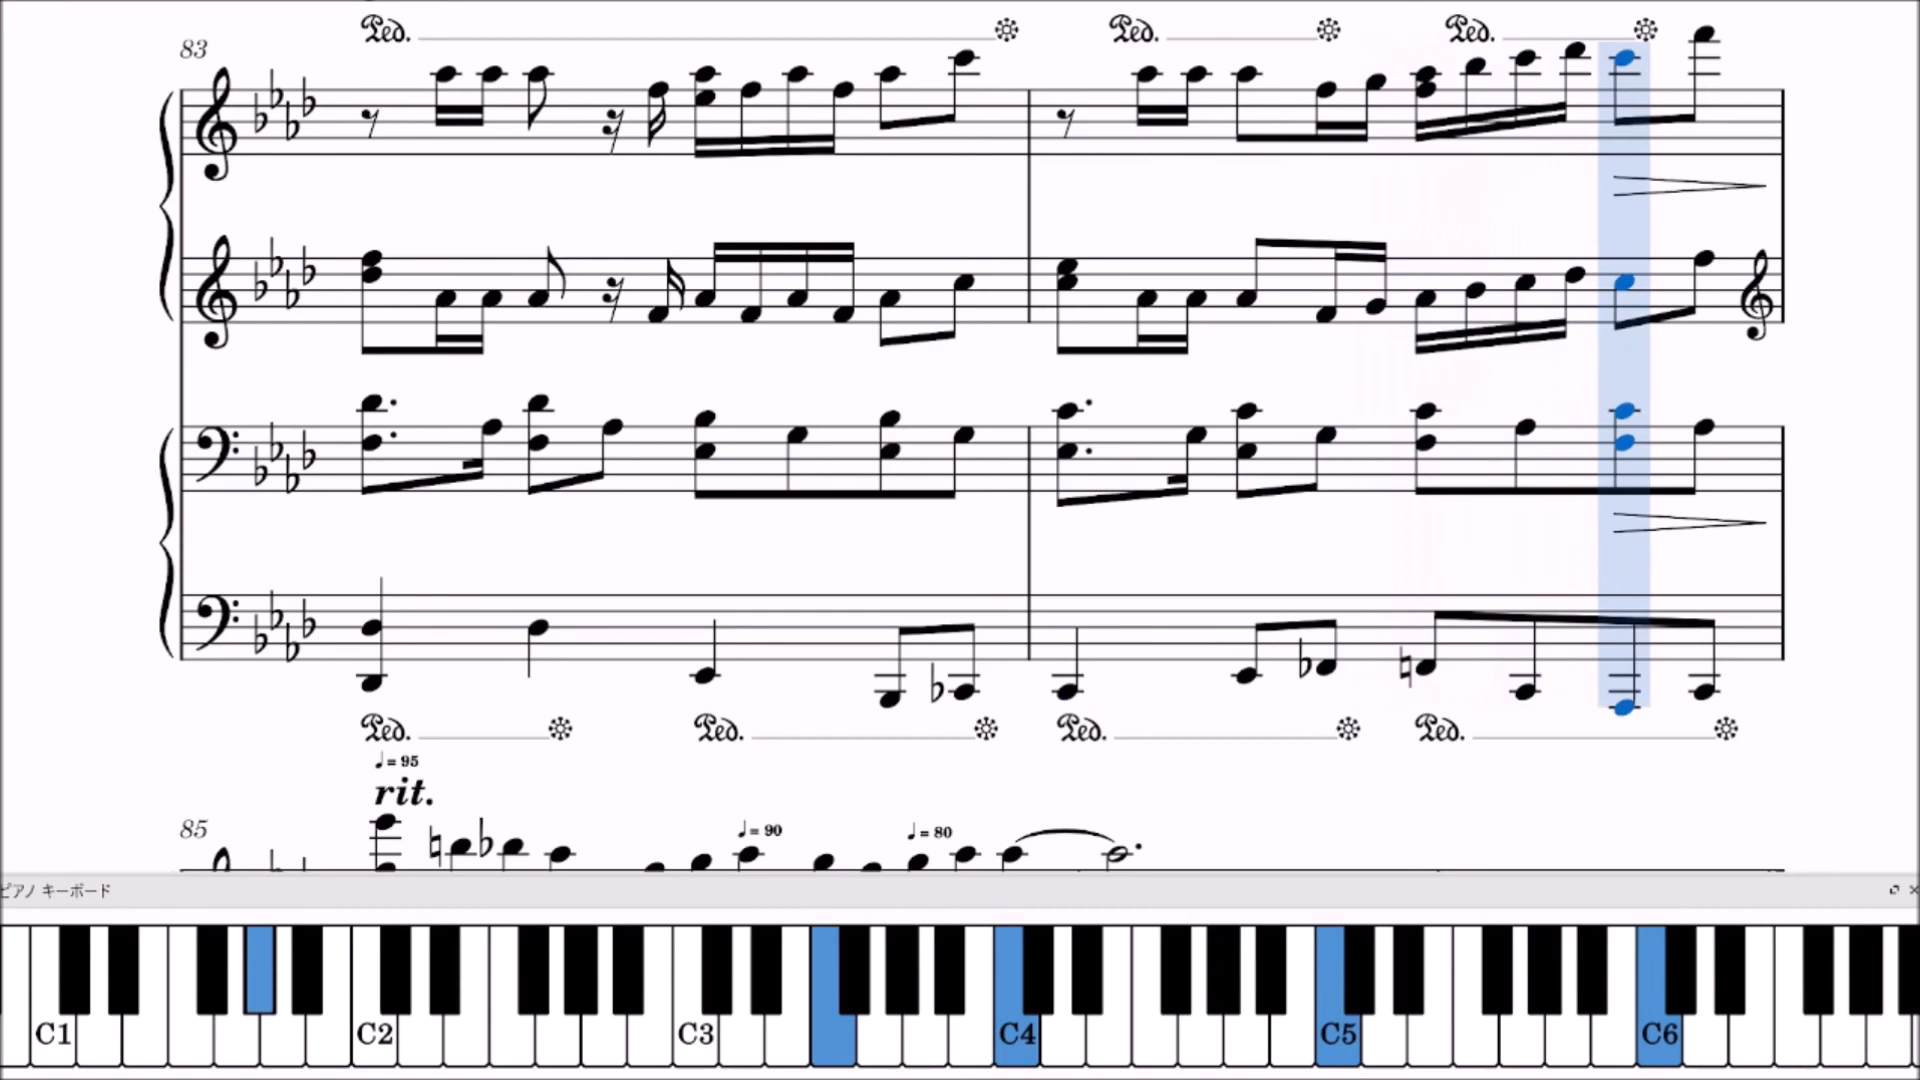 Ped. Ped. Ped.
83
Ped. Ped. Ped. Ped.
♩= 95
rit.
85
♩= 90
♩= 80
ピアノ キーボード
C1 C2 C3 C4 C5 C6